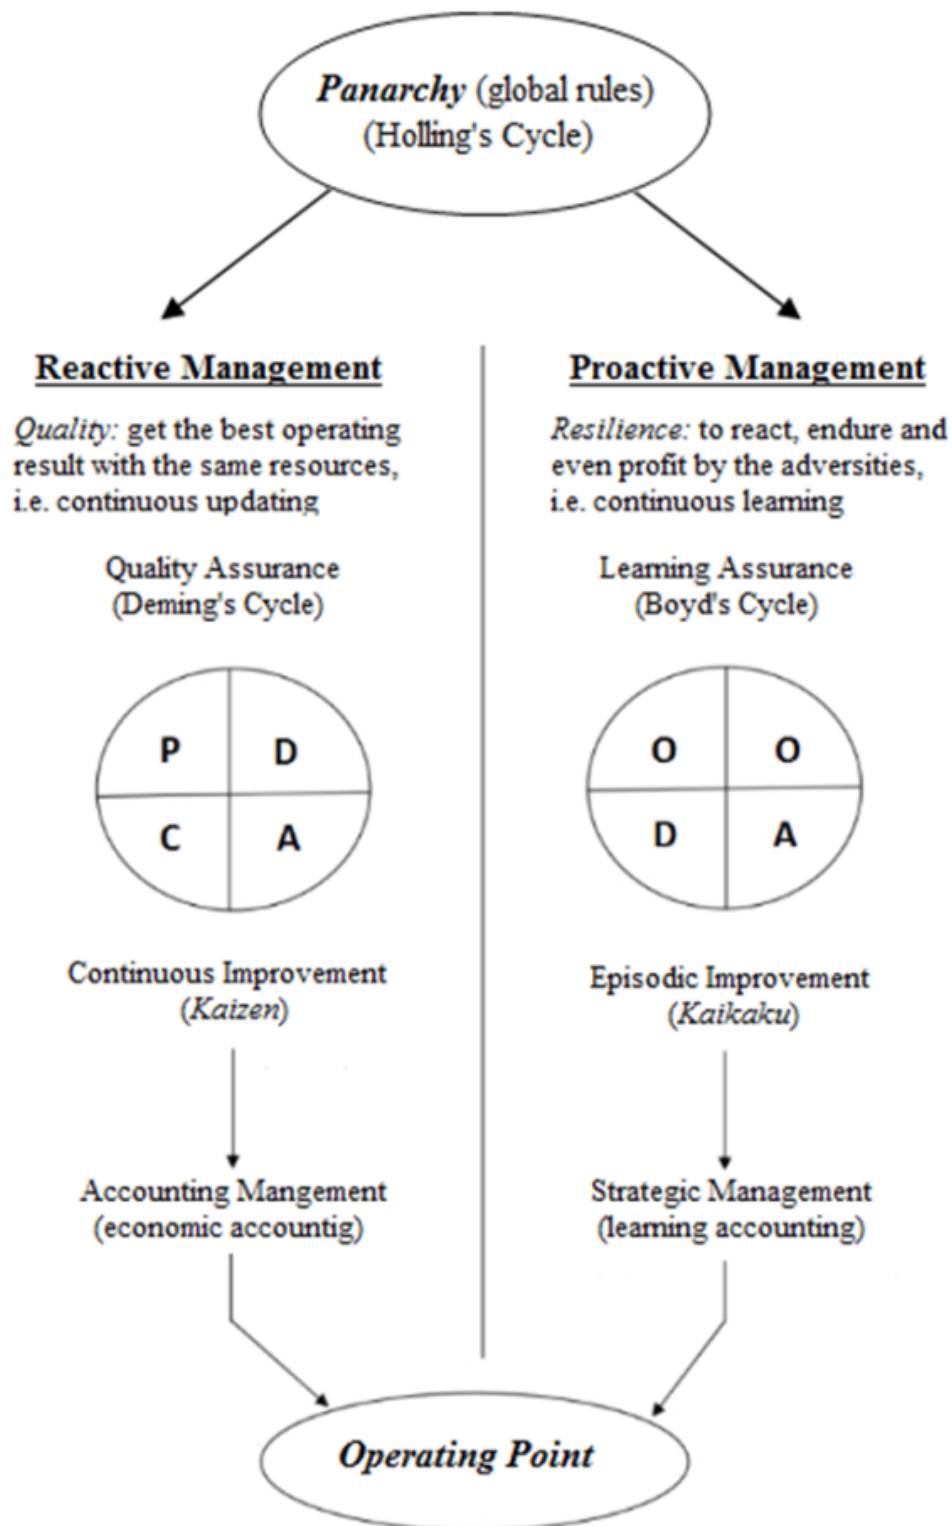 Panarchy (global rules)
(Holling's Cycle)
Reactive Management
Quality: get the best operating
result with the same resources,
i.e. continuous updating
Quality Assurance
(Deming's Cycle)
P D
C A
Continuous Improvement
(Kaizen)
Accounting Mangement
(economic accountig)
Proactive Management
Resilience: to react, endure and
even profit by the adversities,
i.e. continuous learning
Learning Assurance
(Boyd's Cycle)
O O
D A
Episodic Improvement
(Kaikaku)
Strategic Management
(learning accounting)
Operating Point